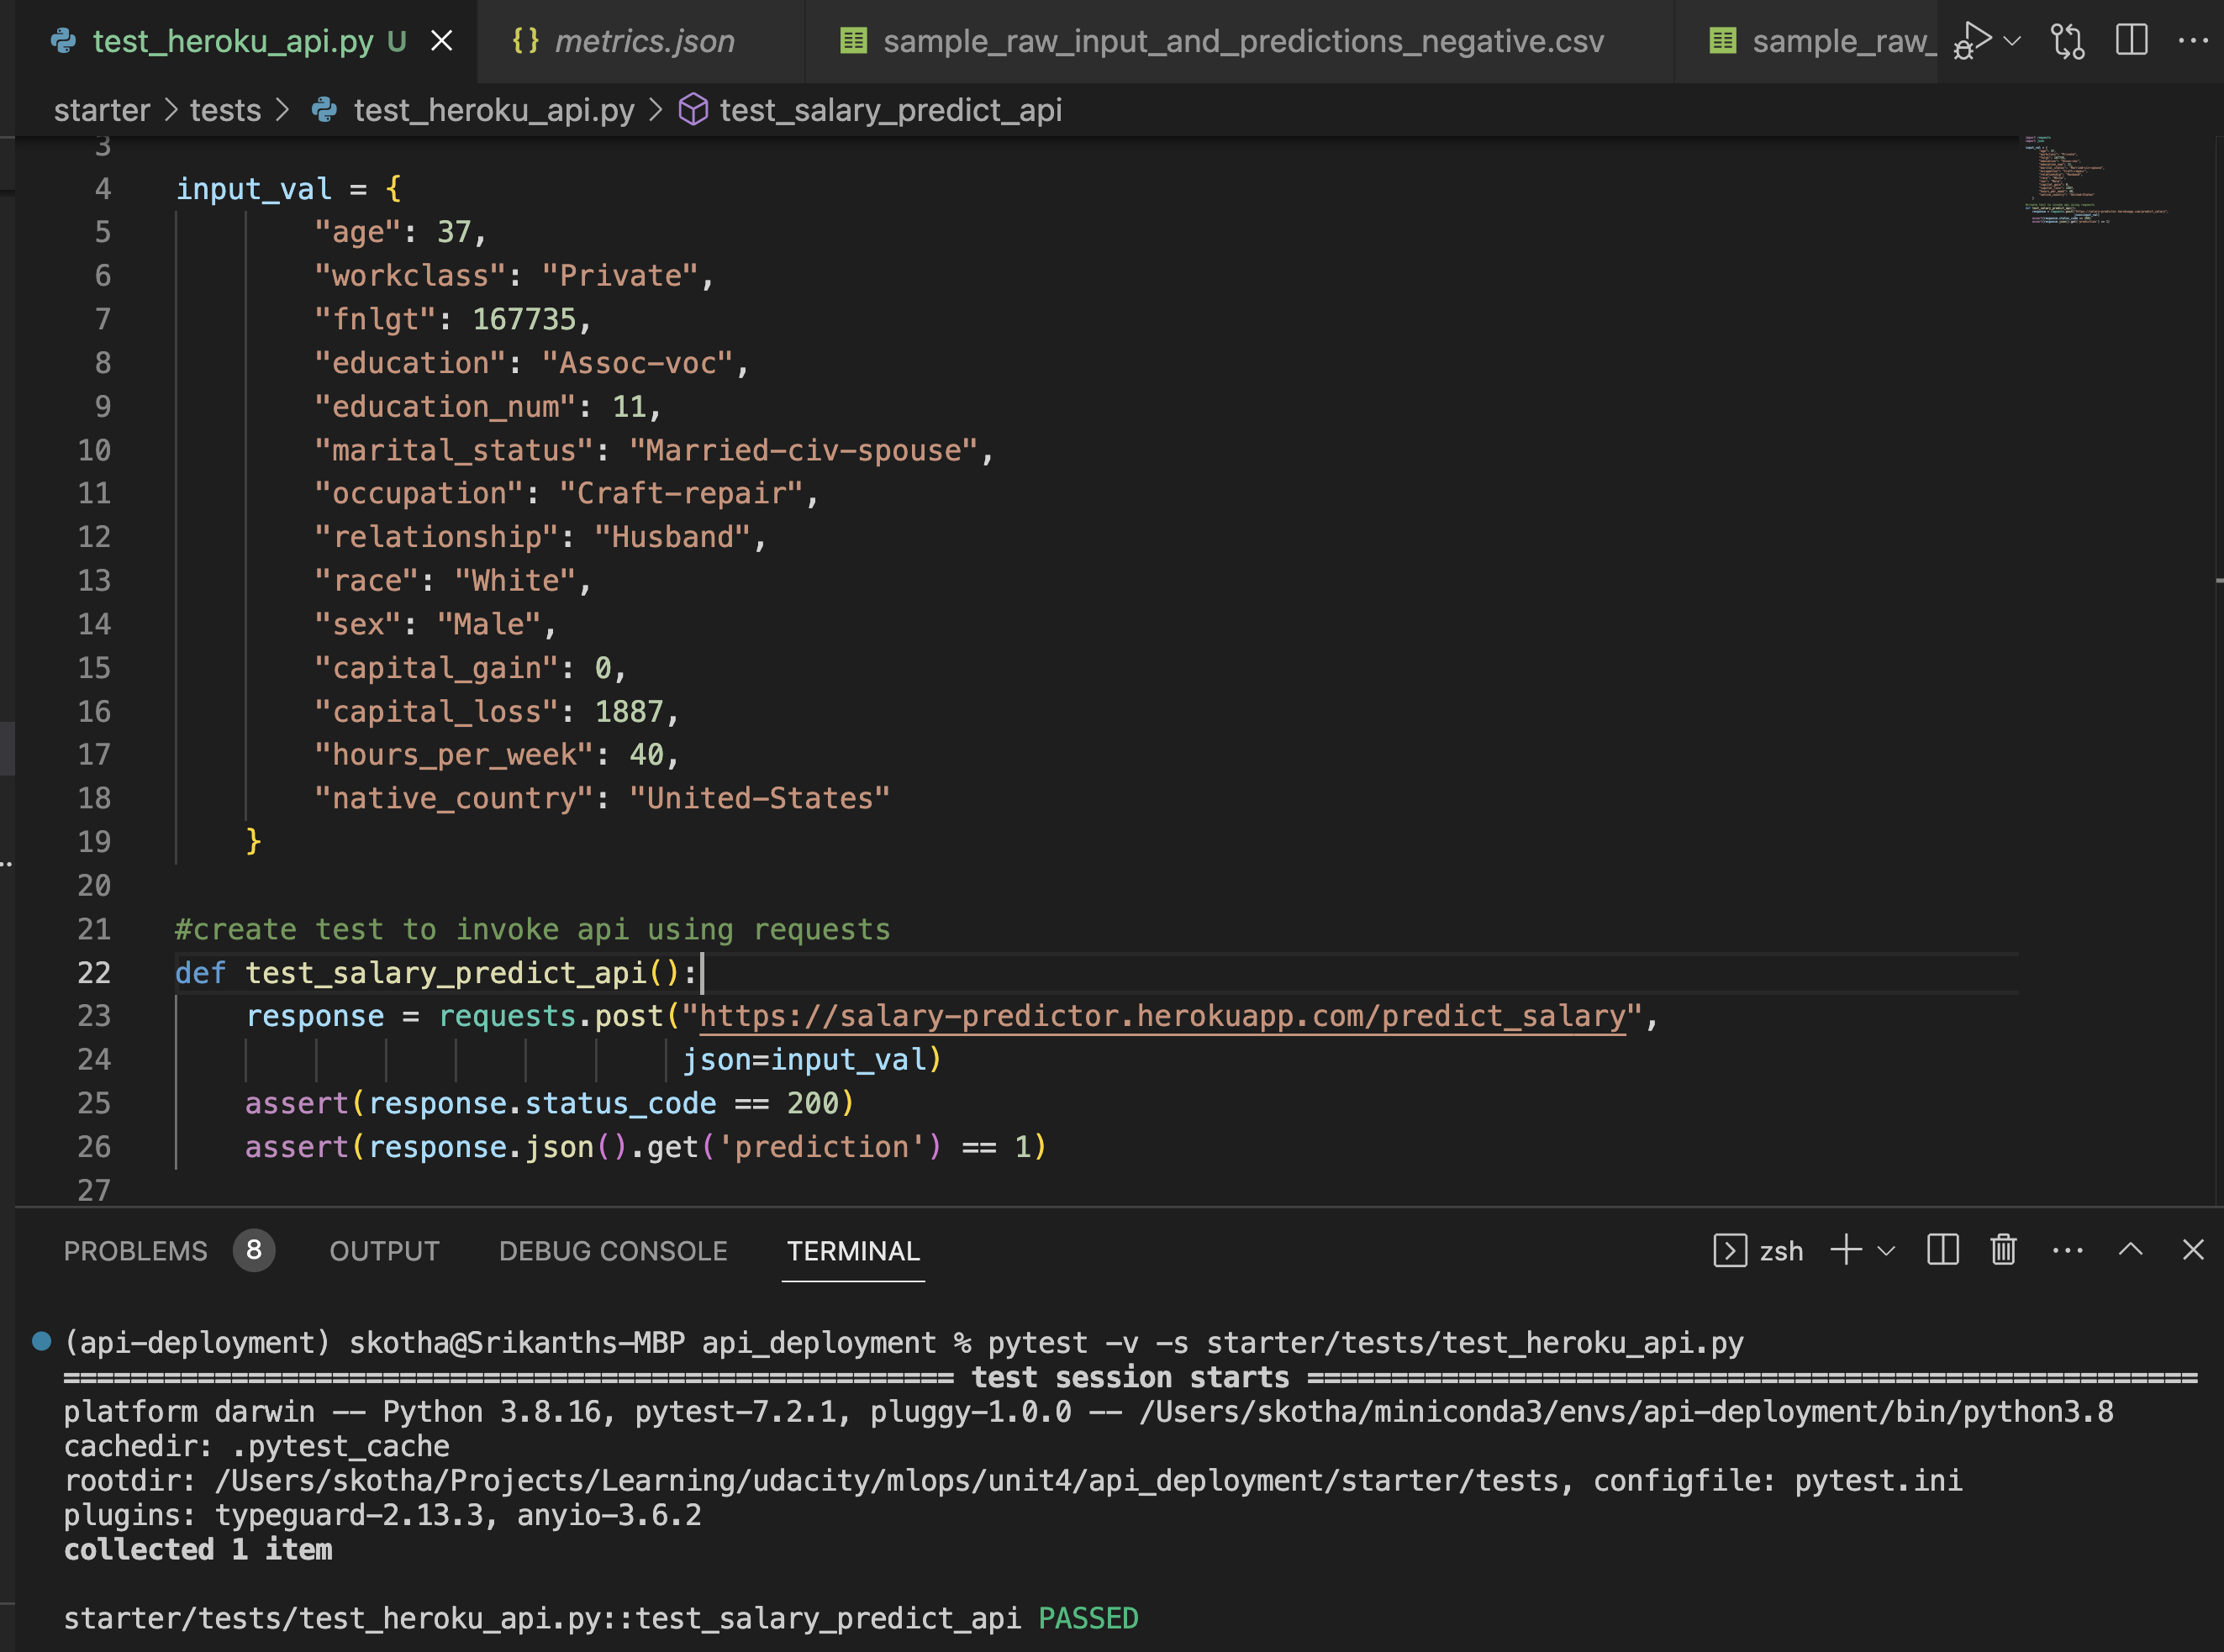 test_heroku_api.py U
metrics.json
sample_raw_input_and_predictions_negative.csv
sample_raw_
starter > tests > test_heroku_api.py > test_salary_predict_api
3
4 input_val = {
5 "age": 37,
6 "workclass": "Private",
7 "fnlgt": 167735,
8 "education": "Assoc-voc",
9 "education_num": 11,
10 "marital_status": "Married-civ-spouse",
11 "occupation": "Craft-repair",
12 "relationship": "Husband",
13 "race": "White",
14 "sex": "Male",
15 "capital_gain": 0,
16 "capital_loss": 1887,
17 "hours_per_week": 40,
18 "native_country": "United-States"
19 }
20
21 #create test to invoke api using requests
22 def test_salary_predict_api():
23 response = requests.post("https://salary-predictor.herokuapp.com/predict_salary",
24 json=input_val)
25 assert(response.status_code == 200)
26 assert(response.json().get('prediction') == 1)
27
PROBLEMS 8 OUTPUT DEBUG CONSOLE TERMINAL zsh
(api-deployment) skotha@Srikanths-MBP api_deployment % pytest -v -s starter/tests/test_heroku_api.py
===================================================== test session starts =====================================================
platform darwin -- Python 3.8.16, pytest-7.2.1, pluggy-1.0.0 -- /Users/skotha/miniconda3/envs/api-deployment/bin/python3.8
cachedir: .pytest_cache
rootdir: /Users/skotha/Projects/Learning/udacity/mlops/unit4/api_deployment/starter/tests, configfile: pytest.ini
plugins: typeguard-2.13.3, anyio-3.6.2
collected 1 item
starter/tests/test_heroku_api.py::test_salary_predict_api PASSED